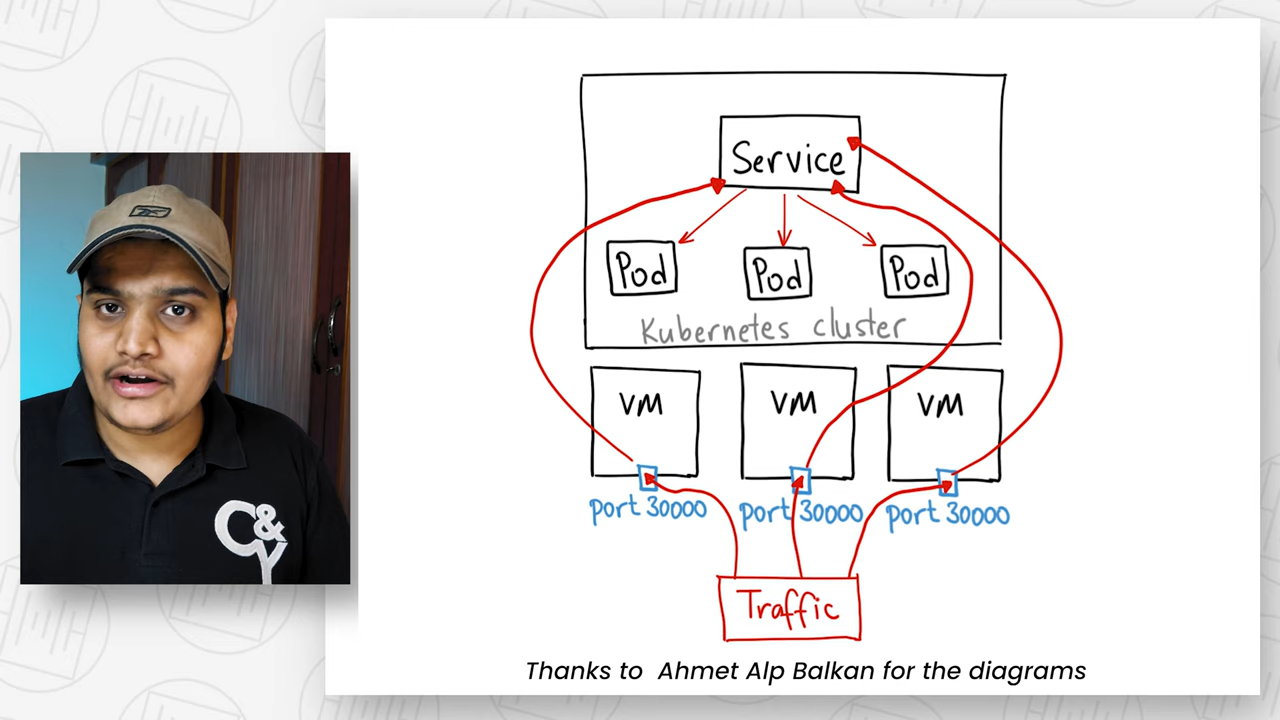 Service
Pod Pod Pod
Kubernetes cluster
VM VM VM
port 30000 port 30000 port 30000
Traffic
Thanks to Ahmet Alp Balkan for the diagrams
C&Y